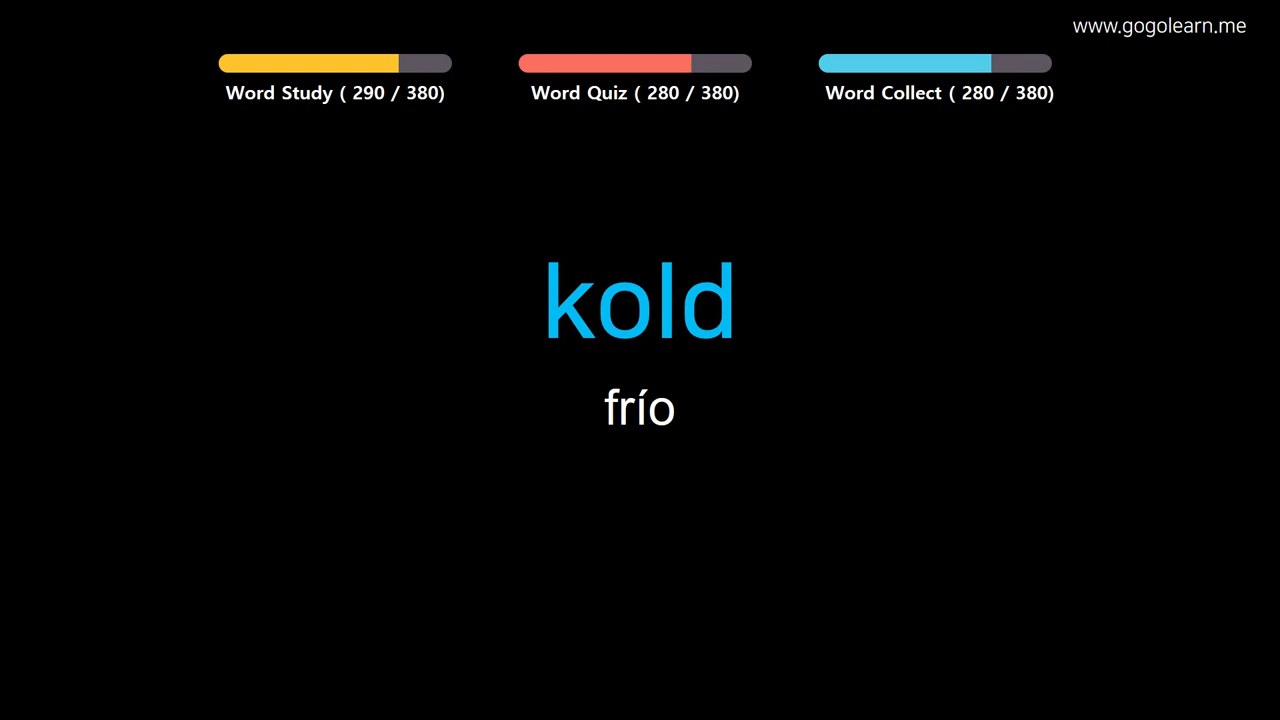 www.gogolearn.me
Word Study ( 290 / 380)
Word Quiz ( 280 / 380)
Word Collect ( 280 / 380)
kold
frío